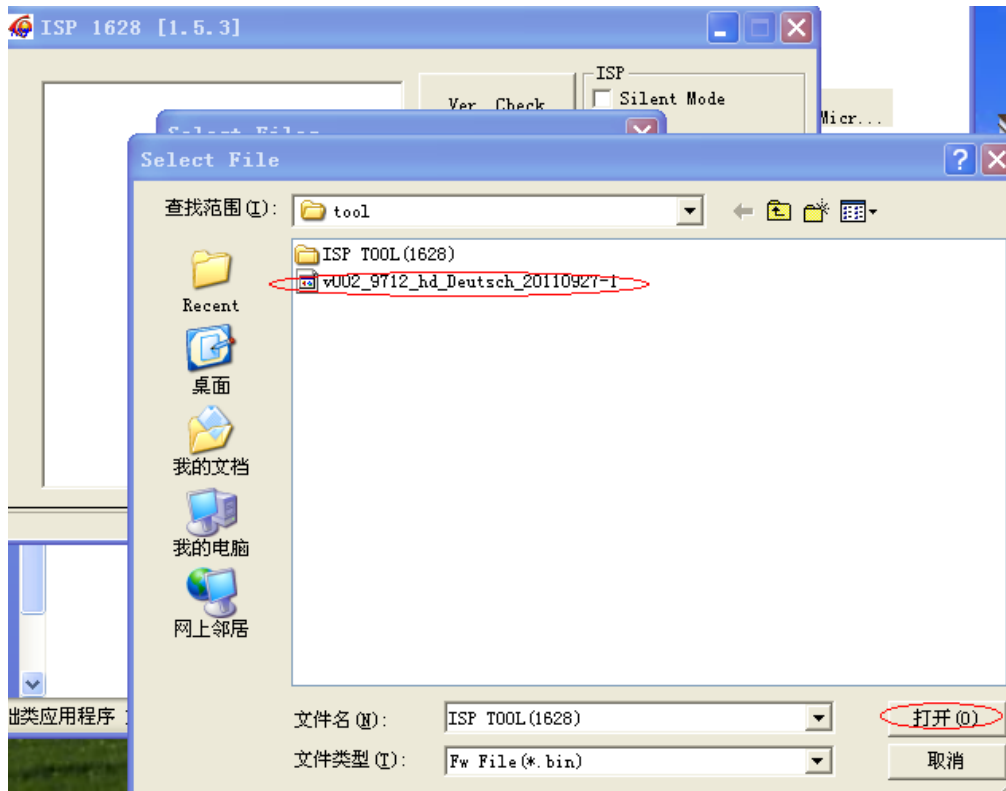 ISP 1628 [1.5.3]
ISP
Ver. Check
Silent Mode
Micr...
Select Files
Select File
查找范围(I):
tool
ISP TOOL(1628)
v002_9712_hd_Deutsch_20110927-1
Recent
桌面
我的文档
我的电脑
网上邻居
础类应用程序
文件名(N):
ISP TOOL(1628)
打开(O)
文件类型(T):
Fw File(*.bin)
取消